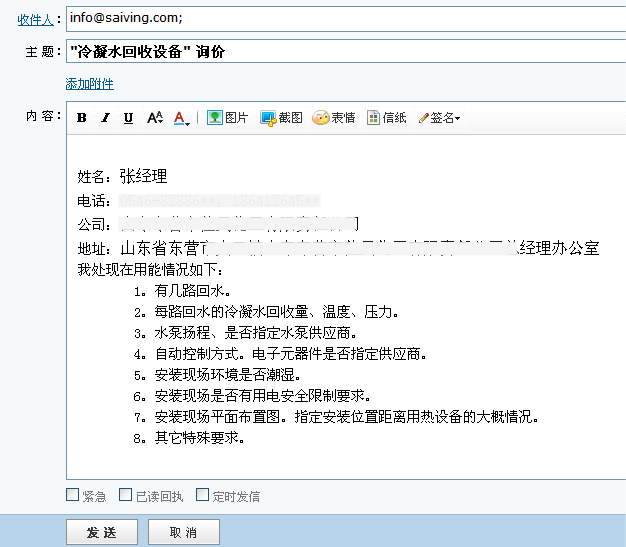 收件人： info@saiving.com;
主 题： "冷凝水回收设备" 询价
添加附件
内 容： B I U AA A 图片 截图 表情 信纸 签名
姓名：张经理
电话：
公司：
地址：山东省东营市 经理办公室
我处现在用能情况如下：
1。有几路回水。
2。每路回水的冷凝水回收量、温度、压力。
3。水泵扬程、是否指定水泵供应商。
4。自动控制方式。电子元器件是否指定供应商。
5。安装现场环境是否潮湿。
6。安装现场是否有用电安全限制要求。
7。安装现场平面布置图。指定安装位置距离用热设备的大概情况。
8。其它特殊要求。
紧急 已读回执 定时发信
发 送 取 消